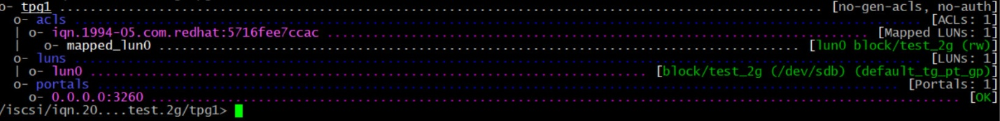 o- tpg1 ............................................................................................... [no-gen-acls, no-auth]
o- acls ............................................................................................................ [ACLs: 1]
| o- iqn.1994-05.com.redhat:5716fee7ccac ......................................................................... [Mapped LUNs: 1]
| o- mapped_lun0 ......................................................................................... [lun0 block/test_2g (rw)]
o- luns ............................................................................................................ [LUNs: 1]
| o- lun0 .......................................................................... [block/test_2g (/dev/sdb) (default_tg_pt_gp)]
o- portals ...................................................................................................... [Portals: 1]
o- 0.0.0.0:3260 ....................................................................................................... [OK]
/iscsi/iqn.20....test.2g/tpg1>